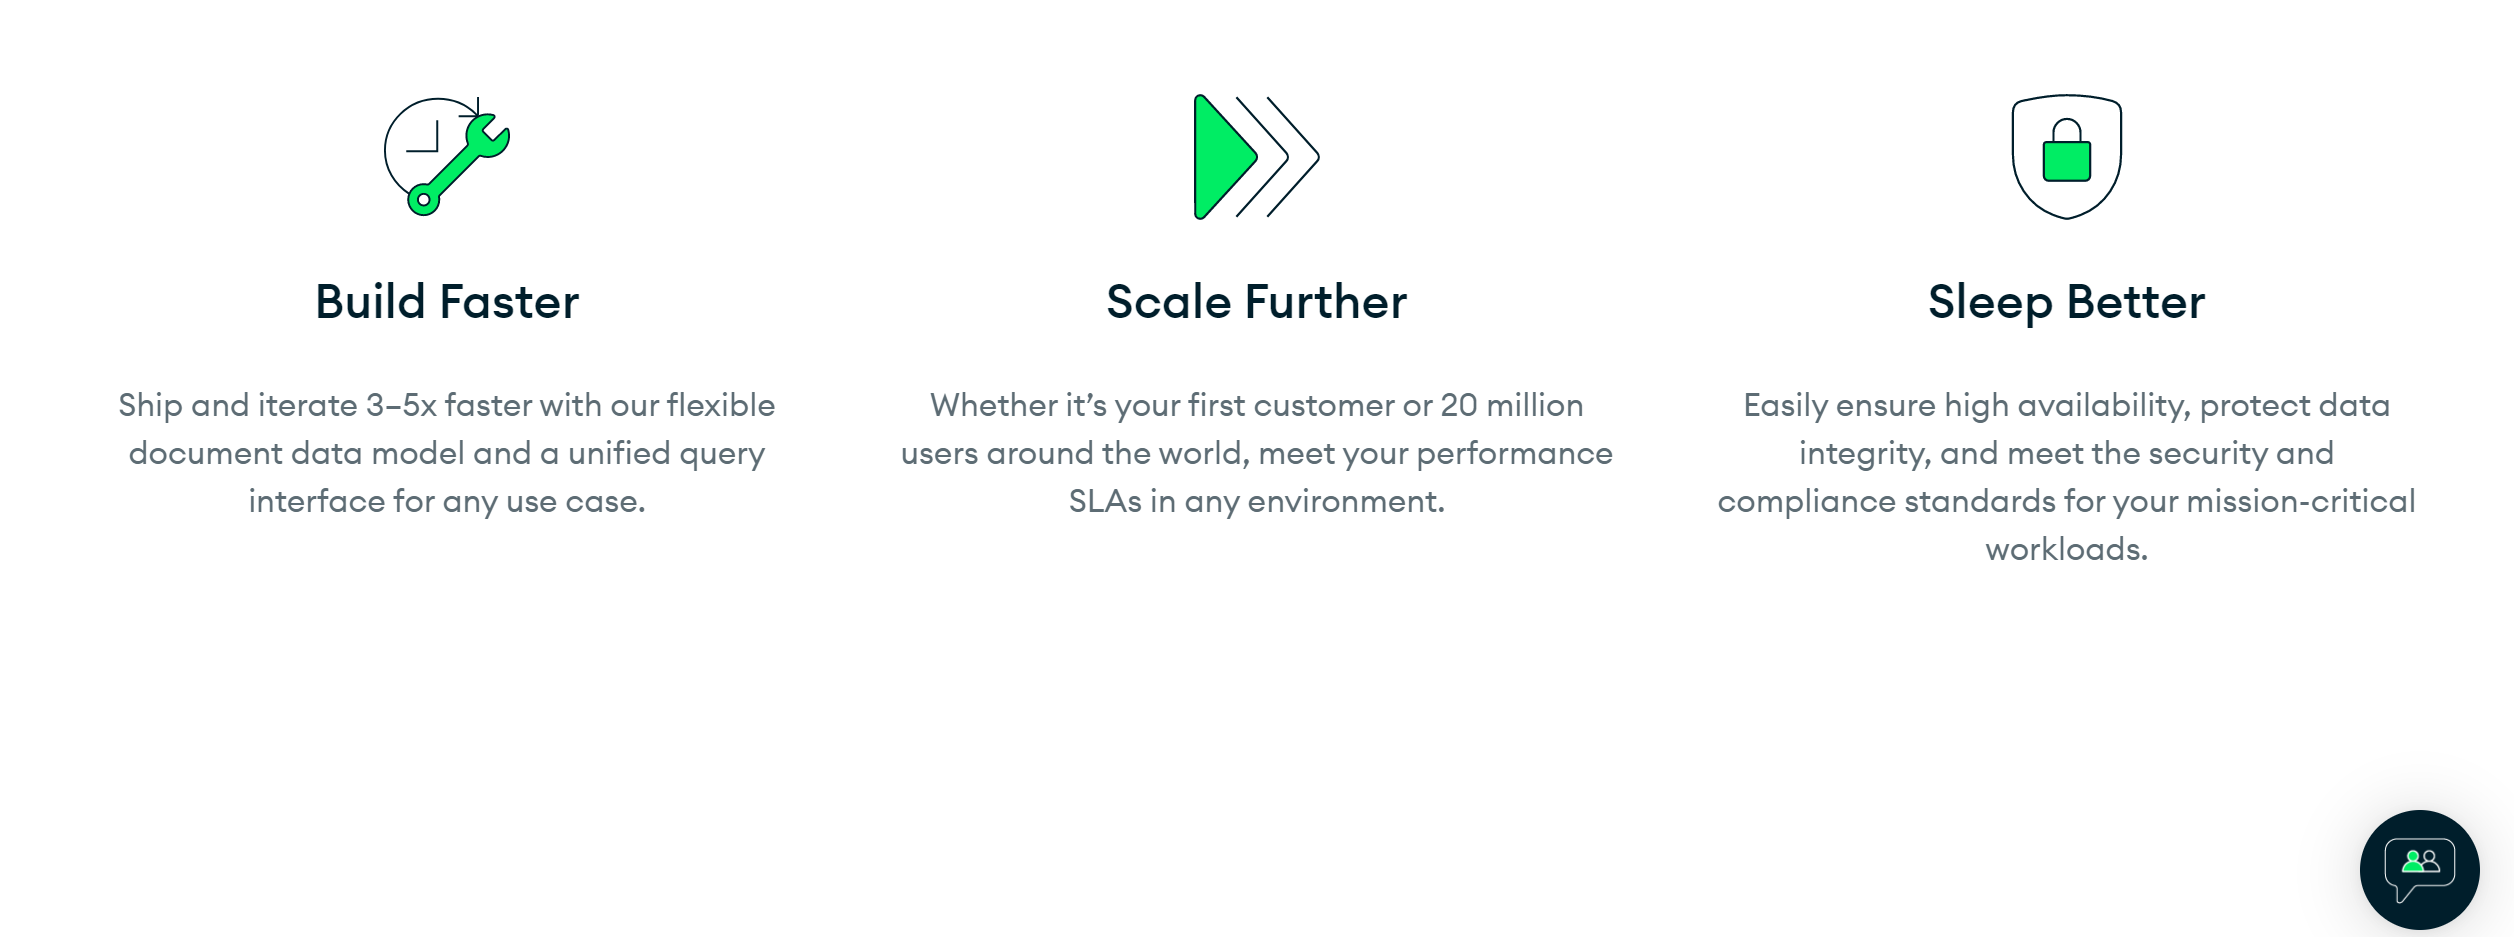 Build Faster
Ship and iterate 3–5x faster with our flexible
document data model and a unified query
interface for any use case.
Scale Further
Whether it’s your first customer or 20 million
users around the world, meet your performance
SLAs in any environment.
Sleep Better
Easily ensure high availability, protect data
integrity, and meet the security and
compliance standards for your mission-critical
workloads.